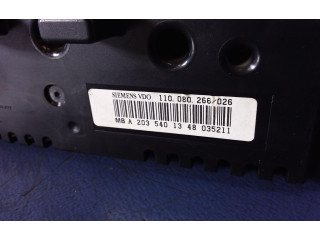 SIEMENS VDO 110.080.266/026
MB A 203 540 13 48 035211